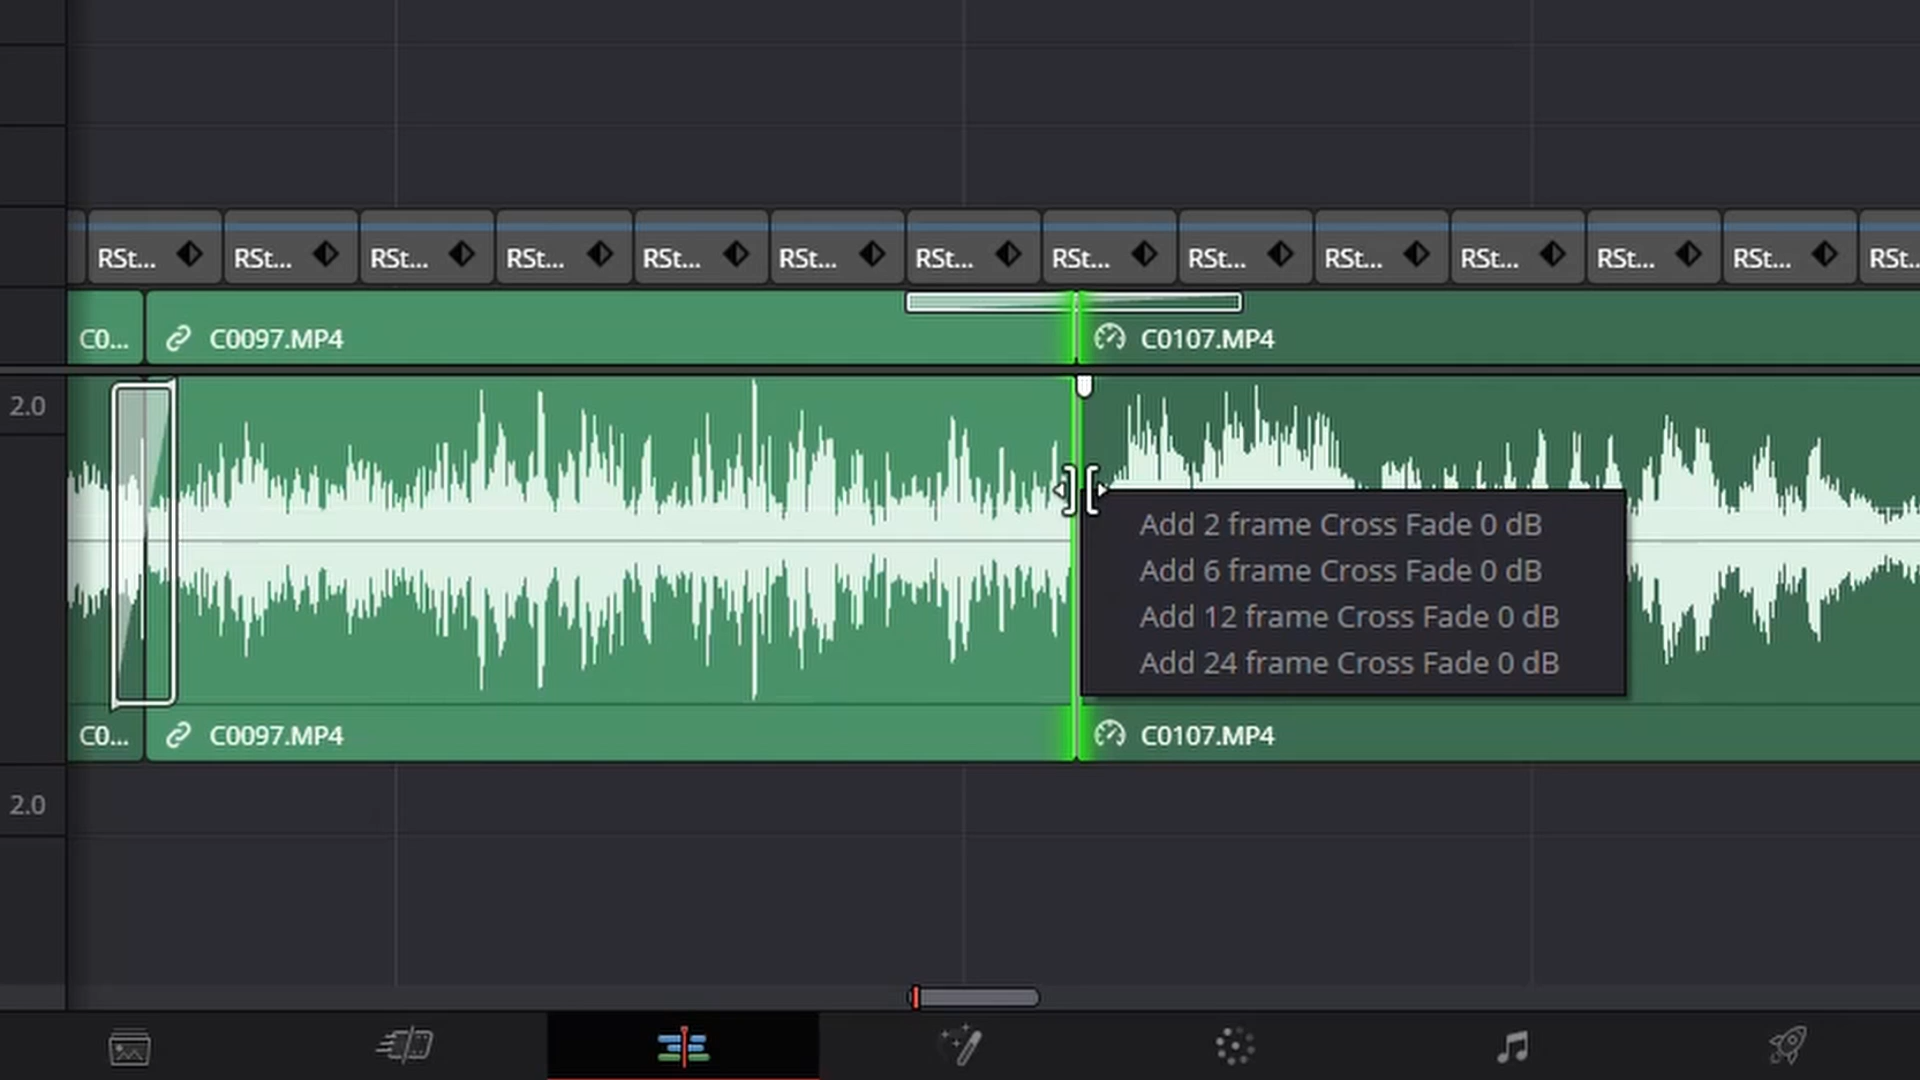 RSt... RSt... RSt... RSt... RSt... RSt... RSt... RSt... RSt... RSt... RSt... RSt... RSt... RSt...
C0... C0097.MP4 C0107.MP4
2.0
Add 2 frame Cross Fade 0 dB
Add 6 frame Cross Fade 0 dB
Add 12 frame Cross Fade 0 dB
Add 24 frame Cross Fade 0 dB
C0... C0097.MP4 C0107.MP4
2.0